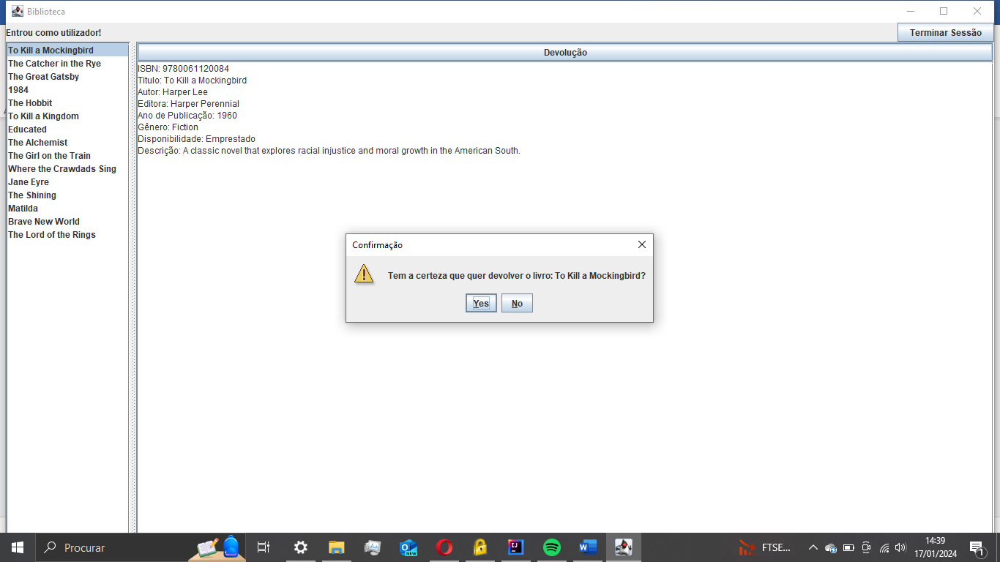 Biblioteca
Entrou como utilizador!
Terminar Sessão
To Kill a Mockingbird
The Catcher in the Rye
The Great Gatsby
1984
The Hobbit
To Kill a Kingdom
Educated
The Alchemist
The Girl on the Train
Where the Crawdads Sing
Jane Eyre
The Shining
Matilda
Brave New World
The Lord of the Rings
Devolução
ISBN: 9780061120084
Titulo: To Kill a Mockingbird
Autor: Harper Lee
Editora: Harper Perennial
Ano de Publicação: 1960
Gênero: Fiction
Disponibilidade: Emprestado
Descrição: A classic novel that explores racial injustice and moral growth in the American South.
Confirmação
Tem a certeza que quer devolver o livro: To Kill a Mockingbird?
Yes
No
Procurar
NEW
IJ
W
FTSE...
14:39
17/01/2024
1